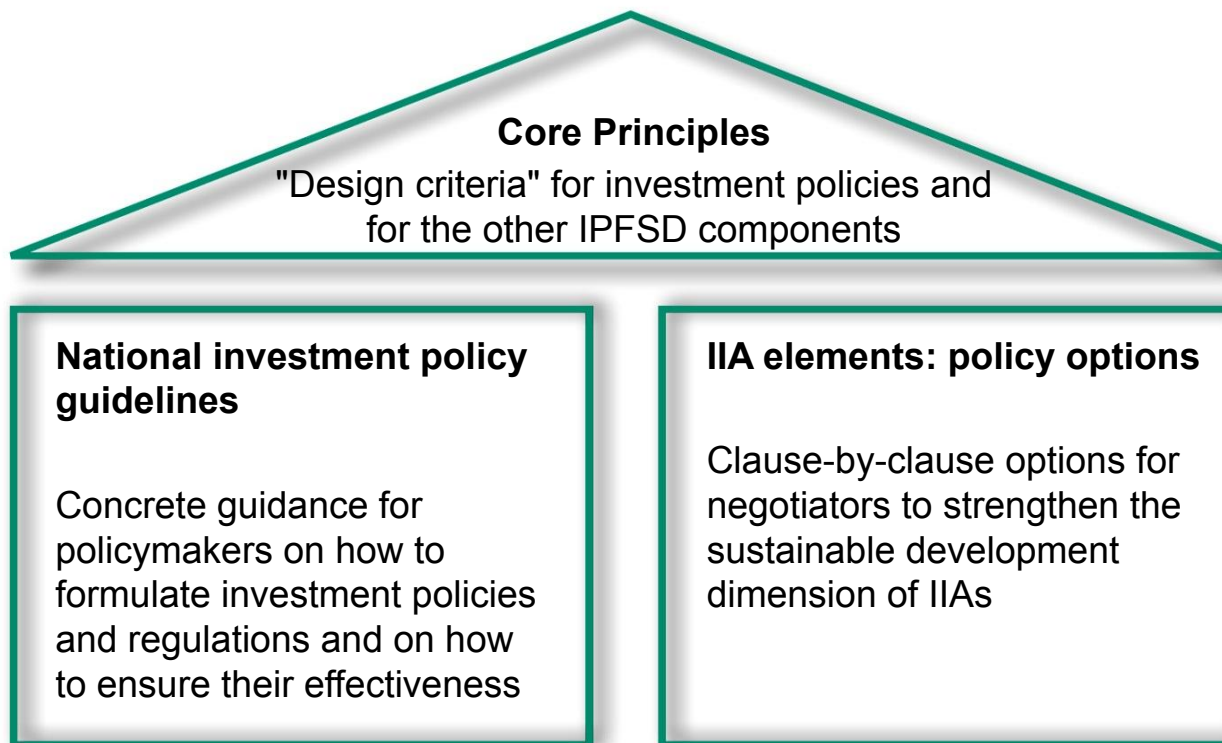 Core Principles
"Design criteria" for investment policies and
for the other IPFSD components
National investment policy
guidelines
Concrete guidance for
policymakers on how to
formulate investment policies
and regulations and on how
to ensure their effectiveness
IIA elements: policy options
Clause-by-clause options for
negotiators to strengthen the
sustainable development
dimension of IIAs